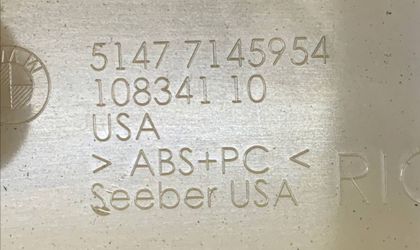 5147 7145954
108341 10
USA
> ABS+PC <
Seeber USA